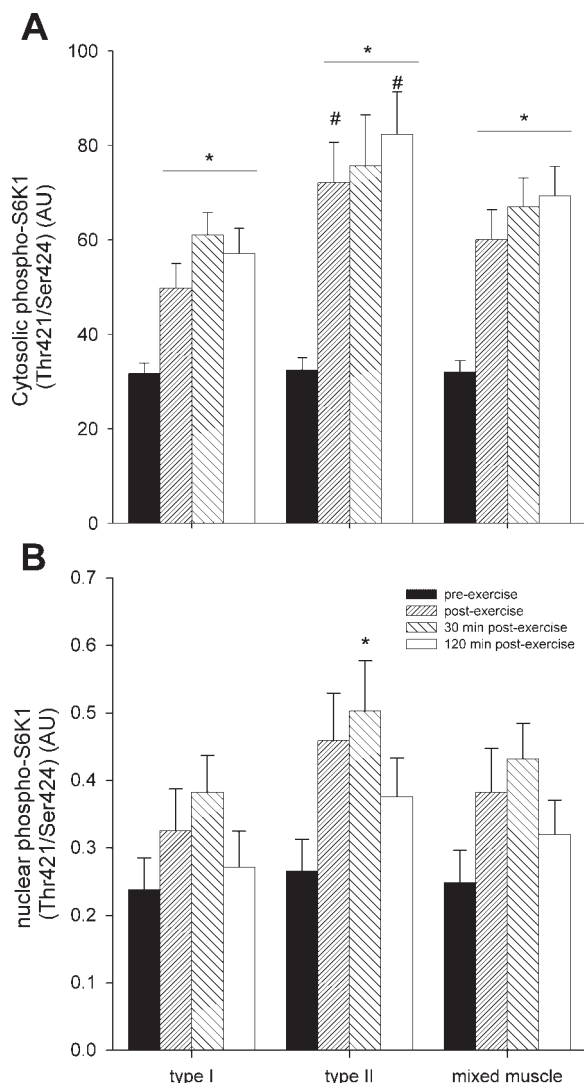 A
Cytosolic phospho-S6K1
(Thr421/Ser424) (AU)
100
80
60
40
20
0
*
*
#
#
*
B
nuclear phospho-S6K1
(Thr421/Ser424) (AU)
0.7
0.6
0.5
0.4
0.3
0.2
0.1
0.0
pre-exercise
post-exercise
30 min post-exercise
120 min post-exercise
*
type I type II mixed muscle